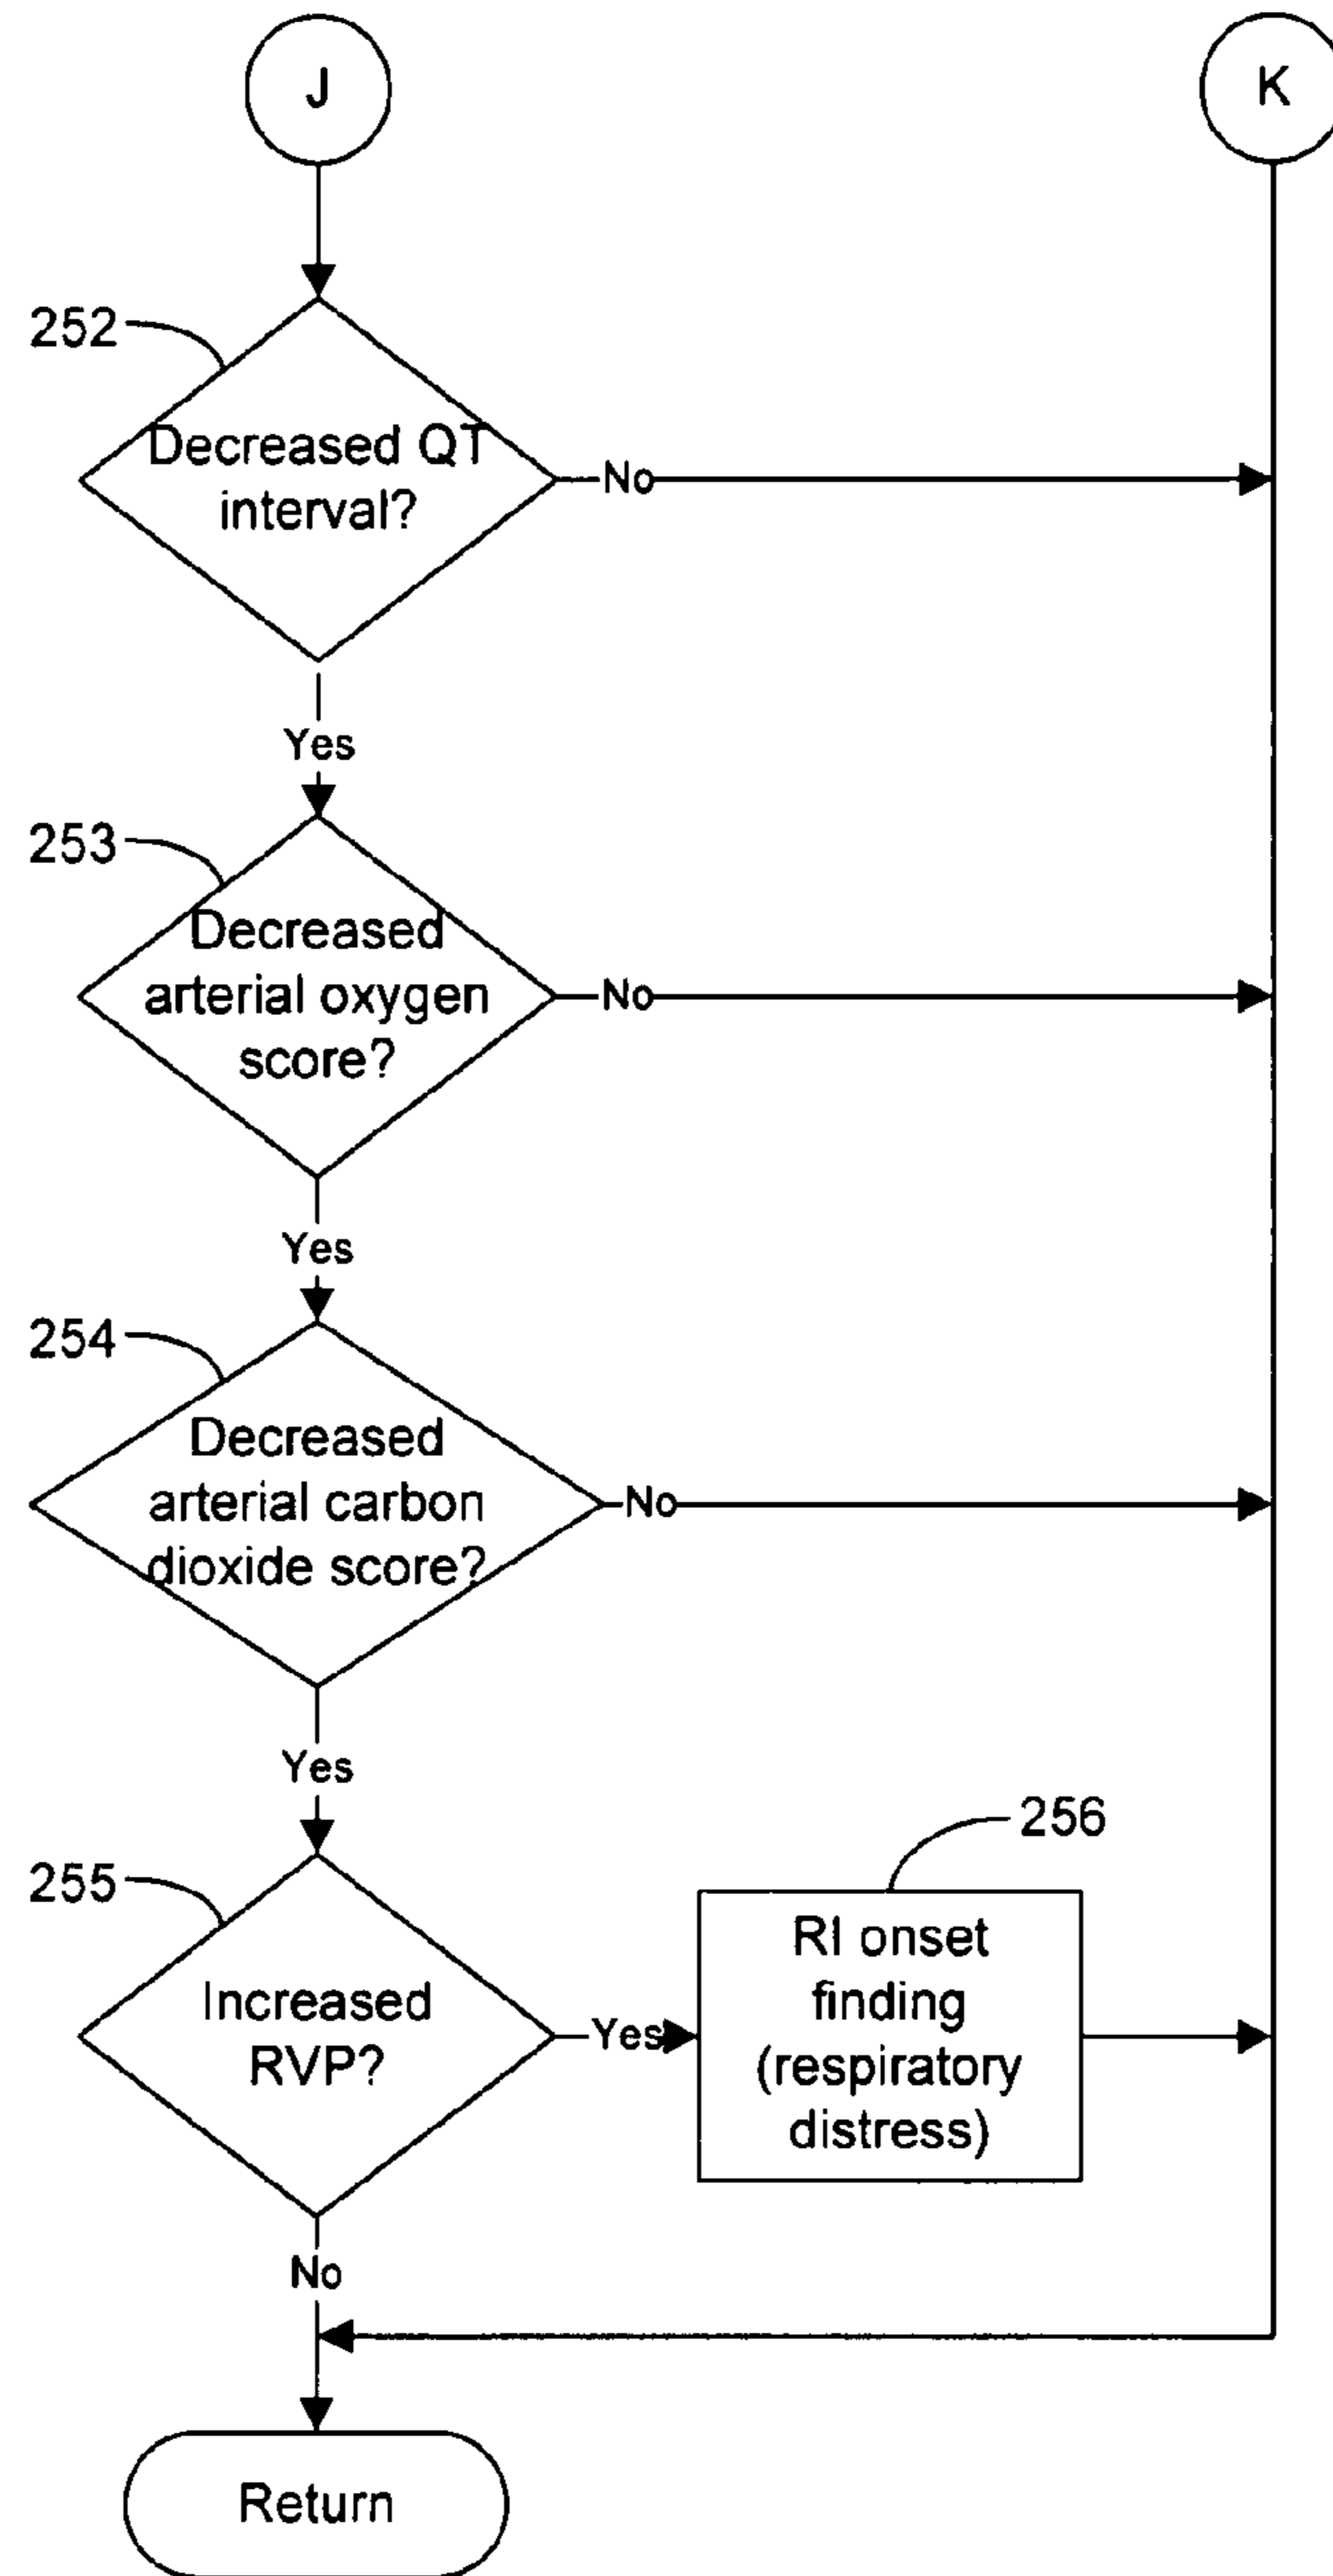 J
K
252
Decreased QT
interval?
No
Yes
253
Decreased
arterial oxygen
score?
No
Yes
254
Decreased
arterial carbon
dioxide score?
No
Yes
255
Increased
RVP?
Yes
256
RI onset
finding
(respiratory
distress)
No
Return